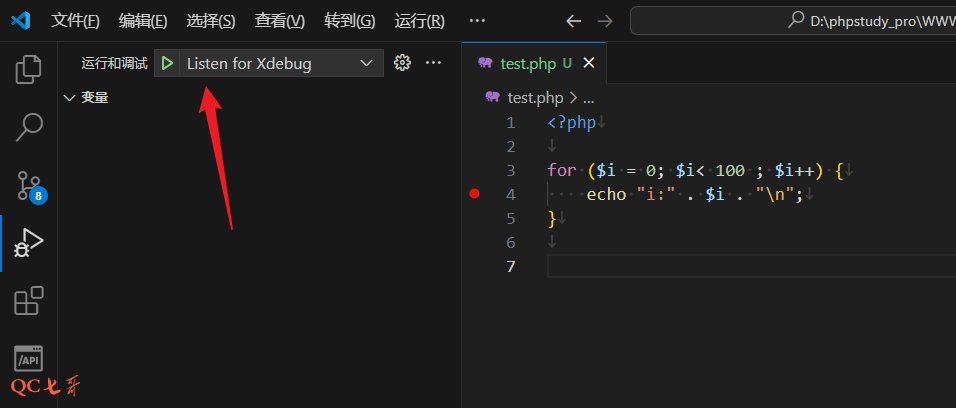 文件(F) 编辑(E) 选择(S) 查看(V) 转到(G) 运行(R) ··· D:\phpstudy_pro\WWW
运行和调试 Listen for Xdebug ···
变量
test.php U
test.php > ...
1 <?php
2
3 for ($i = 0; $i< 100 ; $i++) {
4 echo "i:" . $i . "\n";
5 }
6
7
8
/API
QC七哥